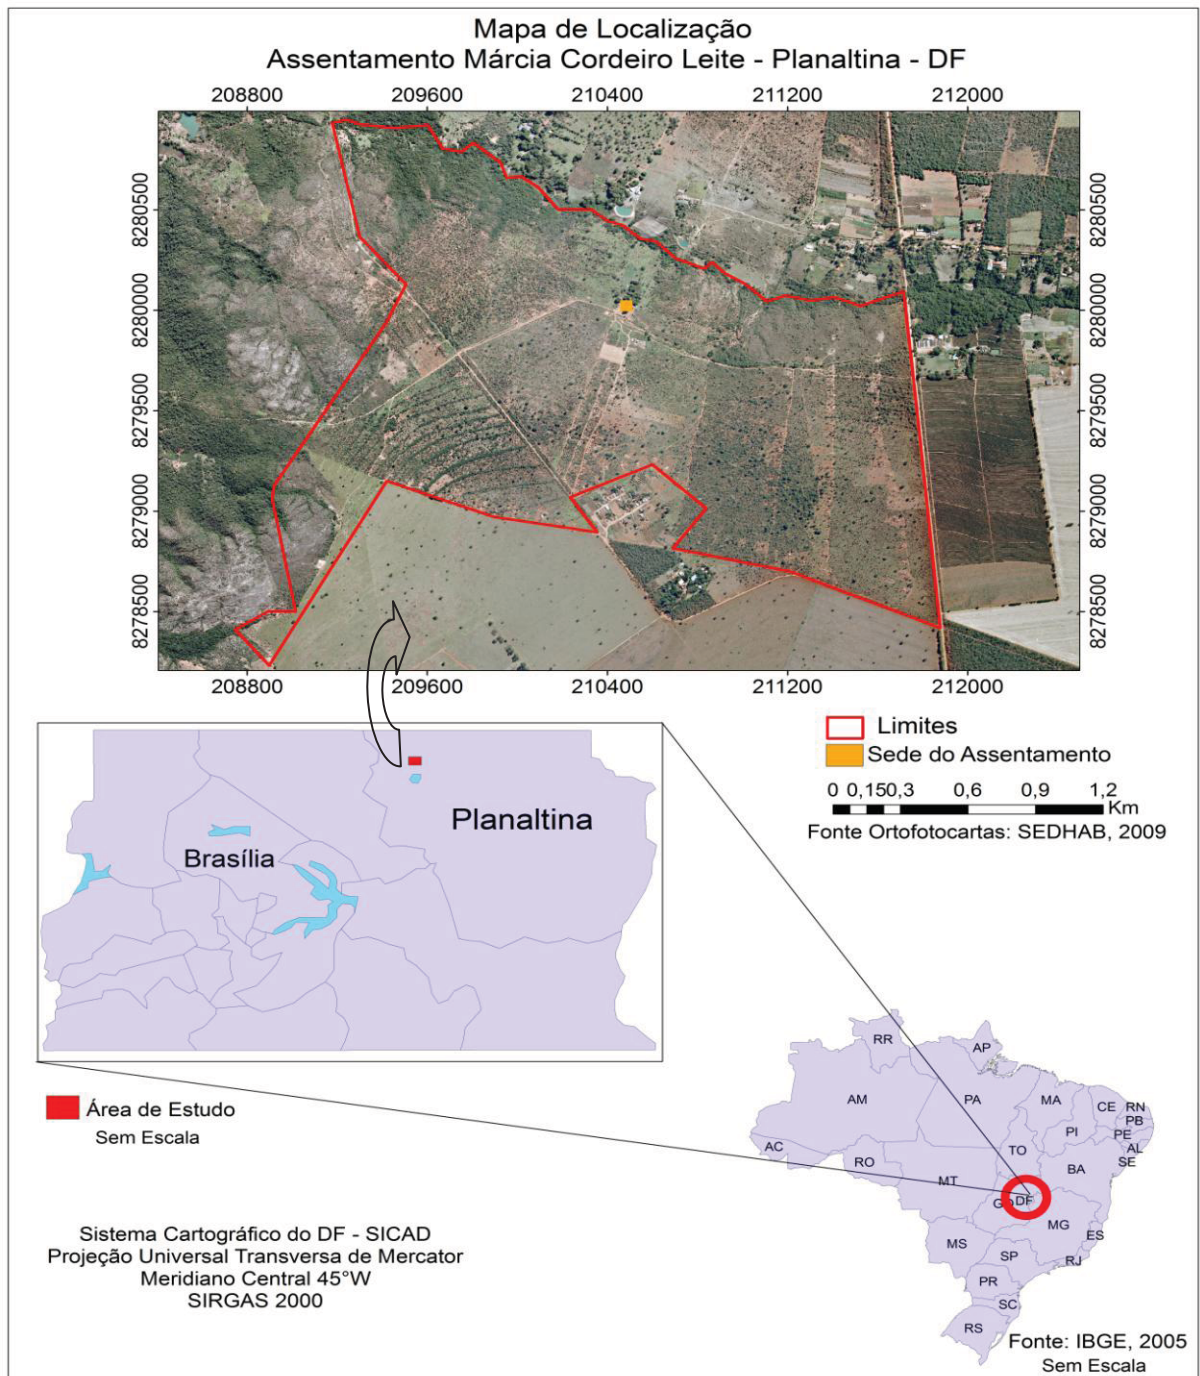 Mapa de Localização
Assentamento Márcia Cordeiro Leite - Planaltina - DF
208800 209600 210400 211200 212000
8280500 8280500
8280000 8280000
8279500 8279500
8279000 8279000
8278500 8278500
208800 209600 210400 211200 212000
Limites
Sede do Assentamento
0 0,15 0,3 0,6 0,9 1,2
Km
Fonte Ortofotocartas: SEDHAB, 2009
Planaltina
Brasília
Área de Estudo
Sem Escala
RR
AP
AM
PA
MA
CE
RN
PB
PI
PE
AC
TO
AL
RO
BA
SE
MT
GO
DF
MG
ES
MS
SP
RJ
PR
SC
RS
Sistema Cartográfico do DF - SICAD
Projeção Universal Transversa de Mercator
Meridiano Central 45°W
SIRGAS 2000
Fonte: IBGE, 2005
Sem Escala